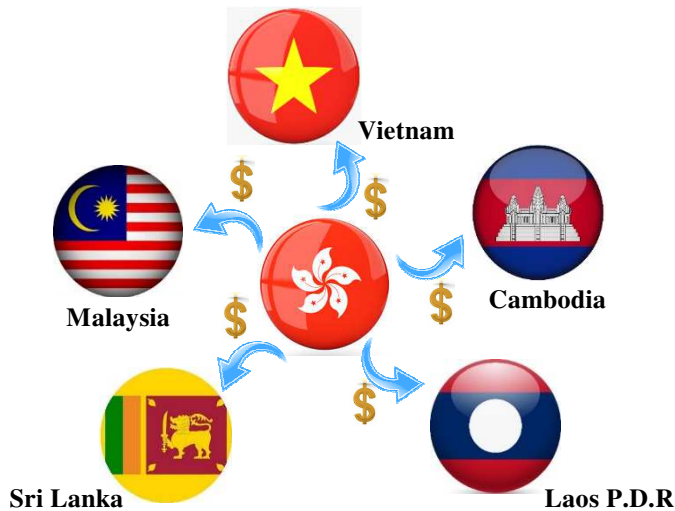 Vietnam
Cambodia
Malaysia
Sri Lanka
Laos P.D.R
$
$
$
$
$